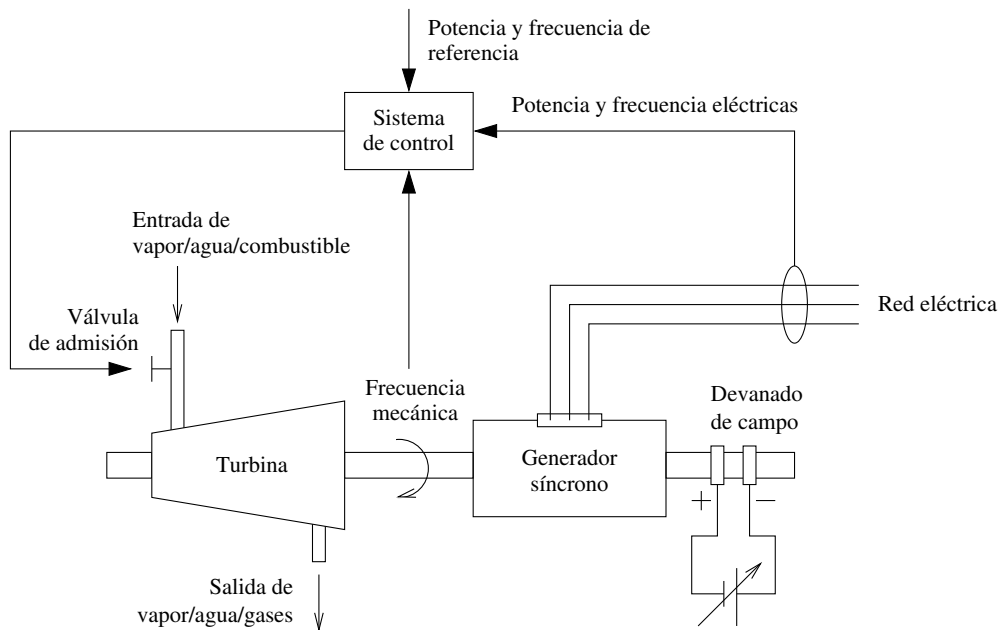 Potencia y frecuencia de
referencia
Sistema
de control
Potencia y frecuencia eléctricas
Entrada de
vapor/agua/combustible
Válvula
de admisión
Red eléctrica
Frecuencia
mecánica
Devanado
de campo
Turbina
Generador
síncrono
+
−
Salida de
vapor/agua/gases